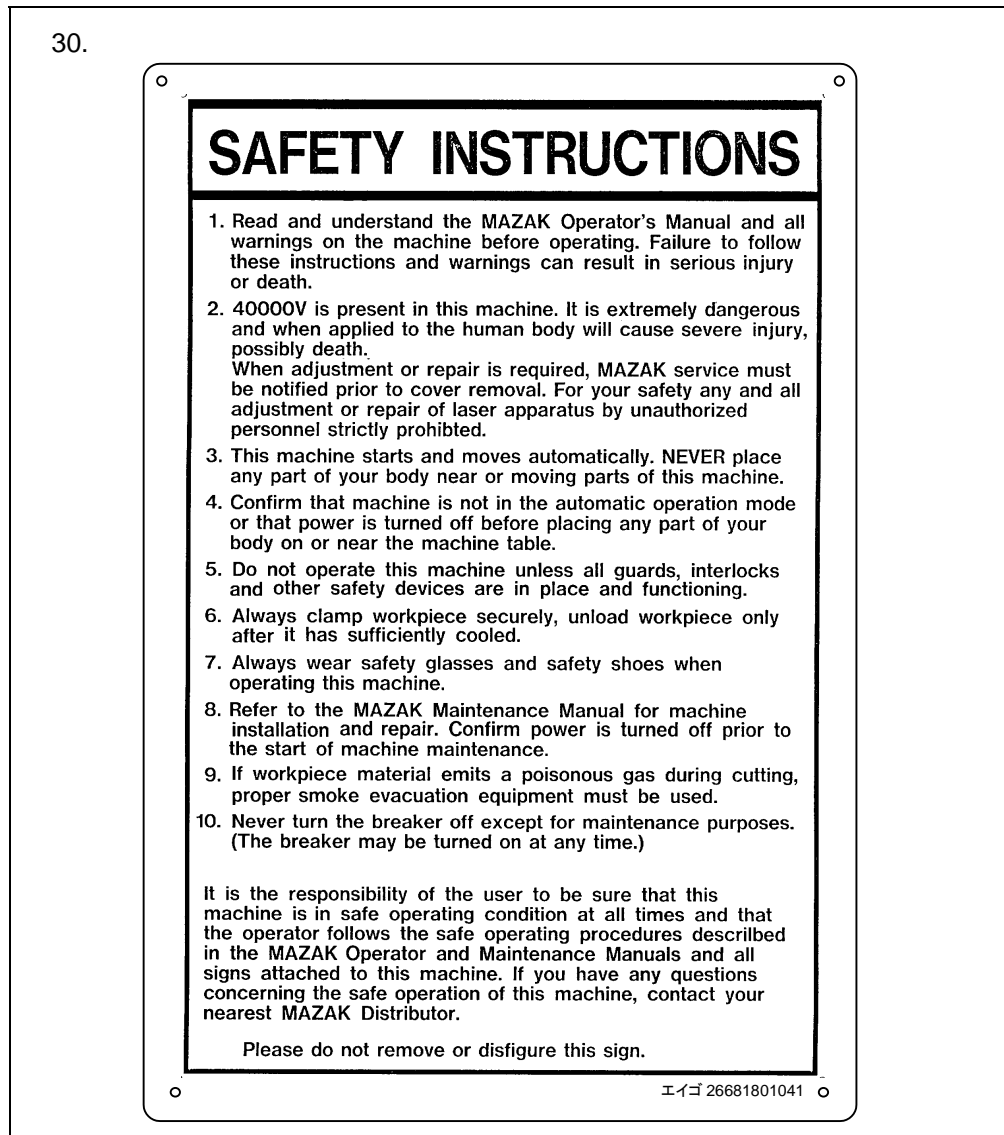 30.
SAFETY INSTRUCTIONS
1. Read and understand the MAZAK Operator's Manual and all
warnings on the machine before operating. Failure to follow
these instructions and warnings can result in serious injury
or death.
2. 40000V is present in this machine. It is extremely dangerous
and when applied to the human body will cause severe injury,
possibly death.
When adjustment or repair is required, MAZAK service must
be notified prior to cover removal. For your safety any and all
adjustment or repair of laser apparatus by unauthorized
personnel strictly prohibted.
3. This machine starts and moves automatically. NEVER place
any part of your body near or moving parts of this machine.
4. Confirm that machine is not in the automatic operation mode
or that power is turned off before placing any part of your
body on or near the machine table.
5. Do not operate this machine unless all guards, interlocks
and other safety devices are in place and functioning.
6. Always clamp workpiece securely, unload workpiece only
after it has sufficiently cooled.
7. Always wear safety glasses and safety shoes when
operating this machine.
8. Refer to the MAZAK Maintenance Manual for machine
installation and repair. Confirm power is turned off prior to
the start of machine maintenance.
9. If workpiece material emits a poisonous gas during cutting,
proper smoke evacuation equipment must be used.
10. Never turn the breaker off except for maintenance purposes.
(The breaker may be turned on at any time.)
It is the responsibility of the user to be sure that this
machine is in safe operating condition at all times and that
the operator follows the safe operating procedures descrilbed
in the MAZAK Operator and Maintenance Manuals and all
signs attached to this machine. If you have any questions
concerning the safe operation of this machine, contact your
nearest MAZAK Distributor.
Please do not remove or disfigure this sign.
エイゴ 26681801041